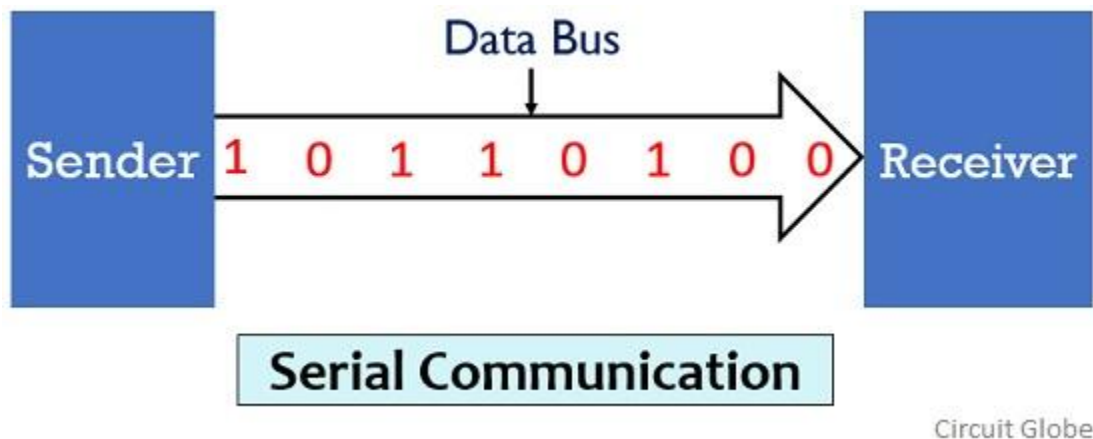 Data Bus
Sender 1 0 1 1 0 1 0 0 Receiver
Serial Communication
Circuit Globe